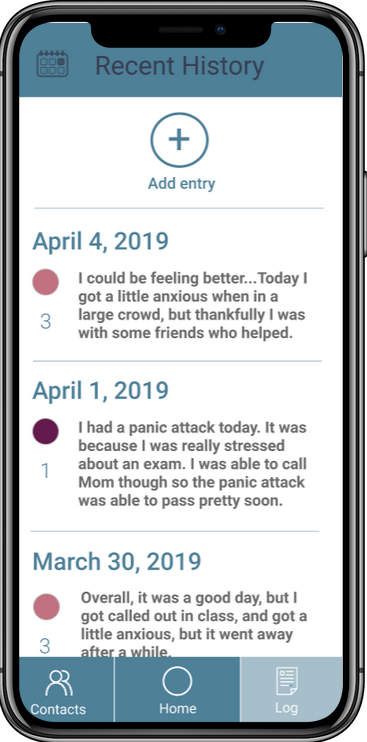 Recent History
+
Add entry
April 4, 2019
I could be feeling better...Today I
got a little anxious when in a
large crowd, but thankfully I was
with some friends who helped.
3
April 1, 2019
I had a panic attack today. It was
because I was really stressed
about an exam. I was able to call
Mom though so the panic attack
was able to pass pretty soon.
1
March 30, 2019
Overall, it was a good day, but I
got called out in class, and got a
little anxious, but it went away
after a while.
3
Contacts
Home
Log